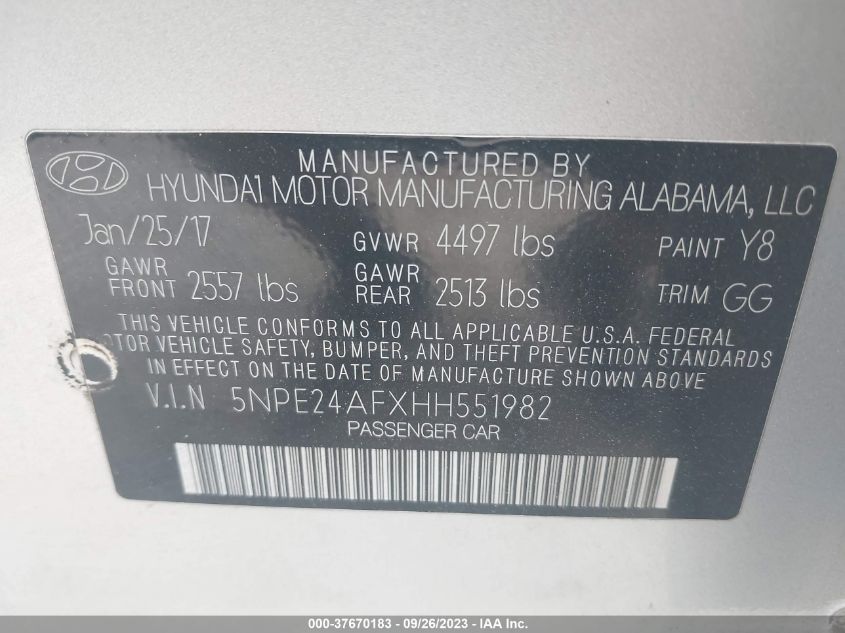 MANUFACTURED BY
HYUNDAI MOTOR MANUFACTURING ALABAMA, LLC
Jan/25/17 GVWR 4497 lbs PAINT Y8
GAWR FRONT 2557 lbs GAWR REAR 2513 lbs TRIM GG
THIS VEHICLE CONFORMS TO ALL APPLICABLE U.S.A. FEDERAL
OTOR VEHICLE SAFETY, BUMPER, AND THEFT PREVENTION STANDARDS
IN EFFECT ON THE DATE OF MANUFACTURE SHOWN ABOVE
V.I.N 5NPE24AFXHH551982
PASSENGER CAR
000-37670183 - 09/26/2023 - IAA Inc.